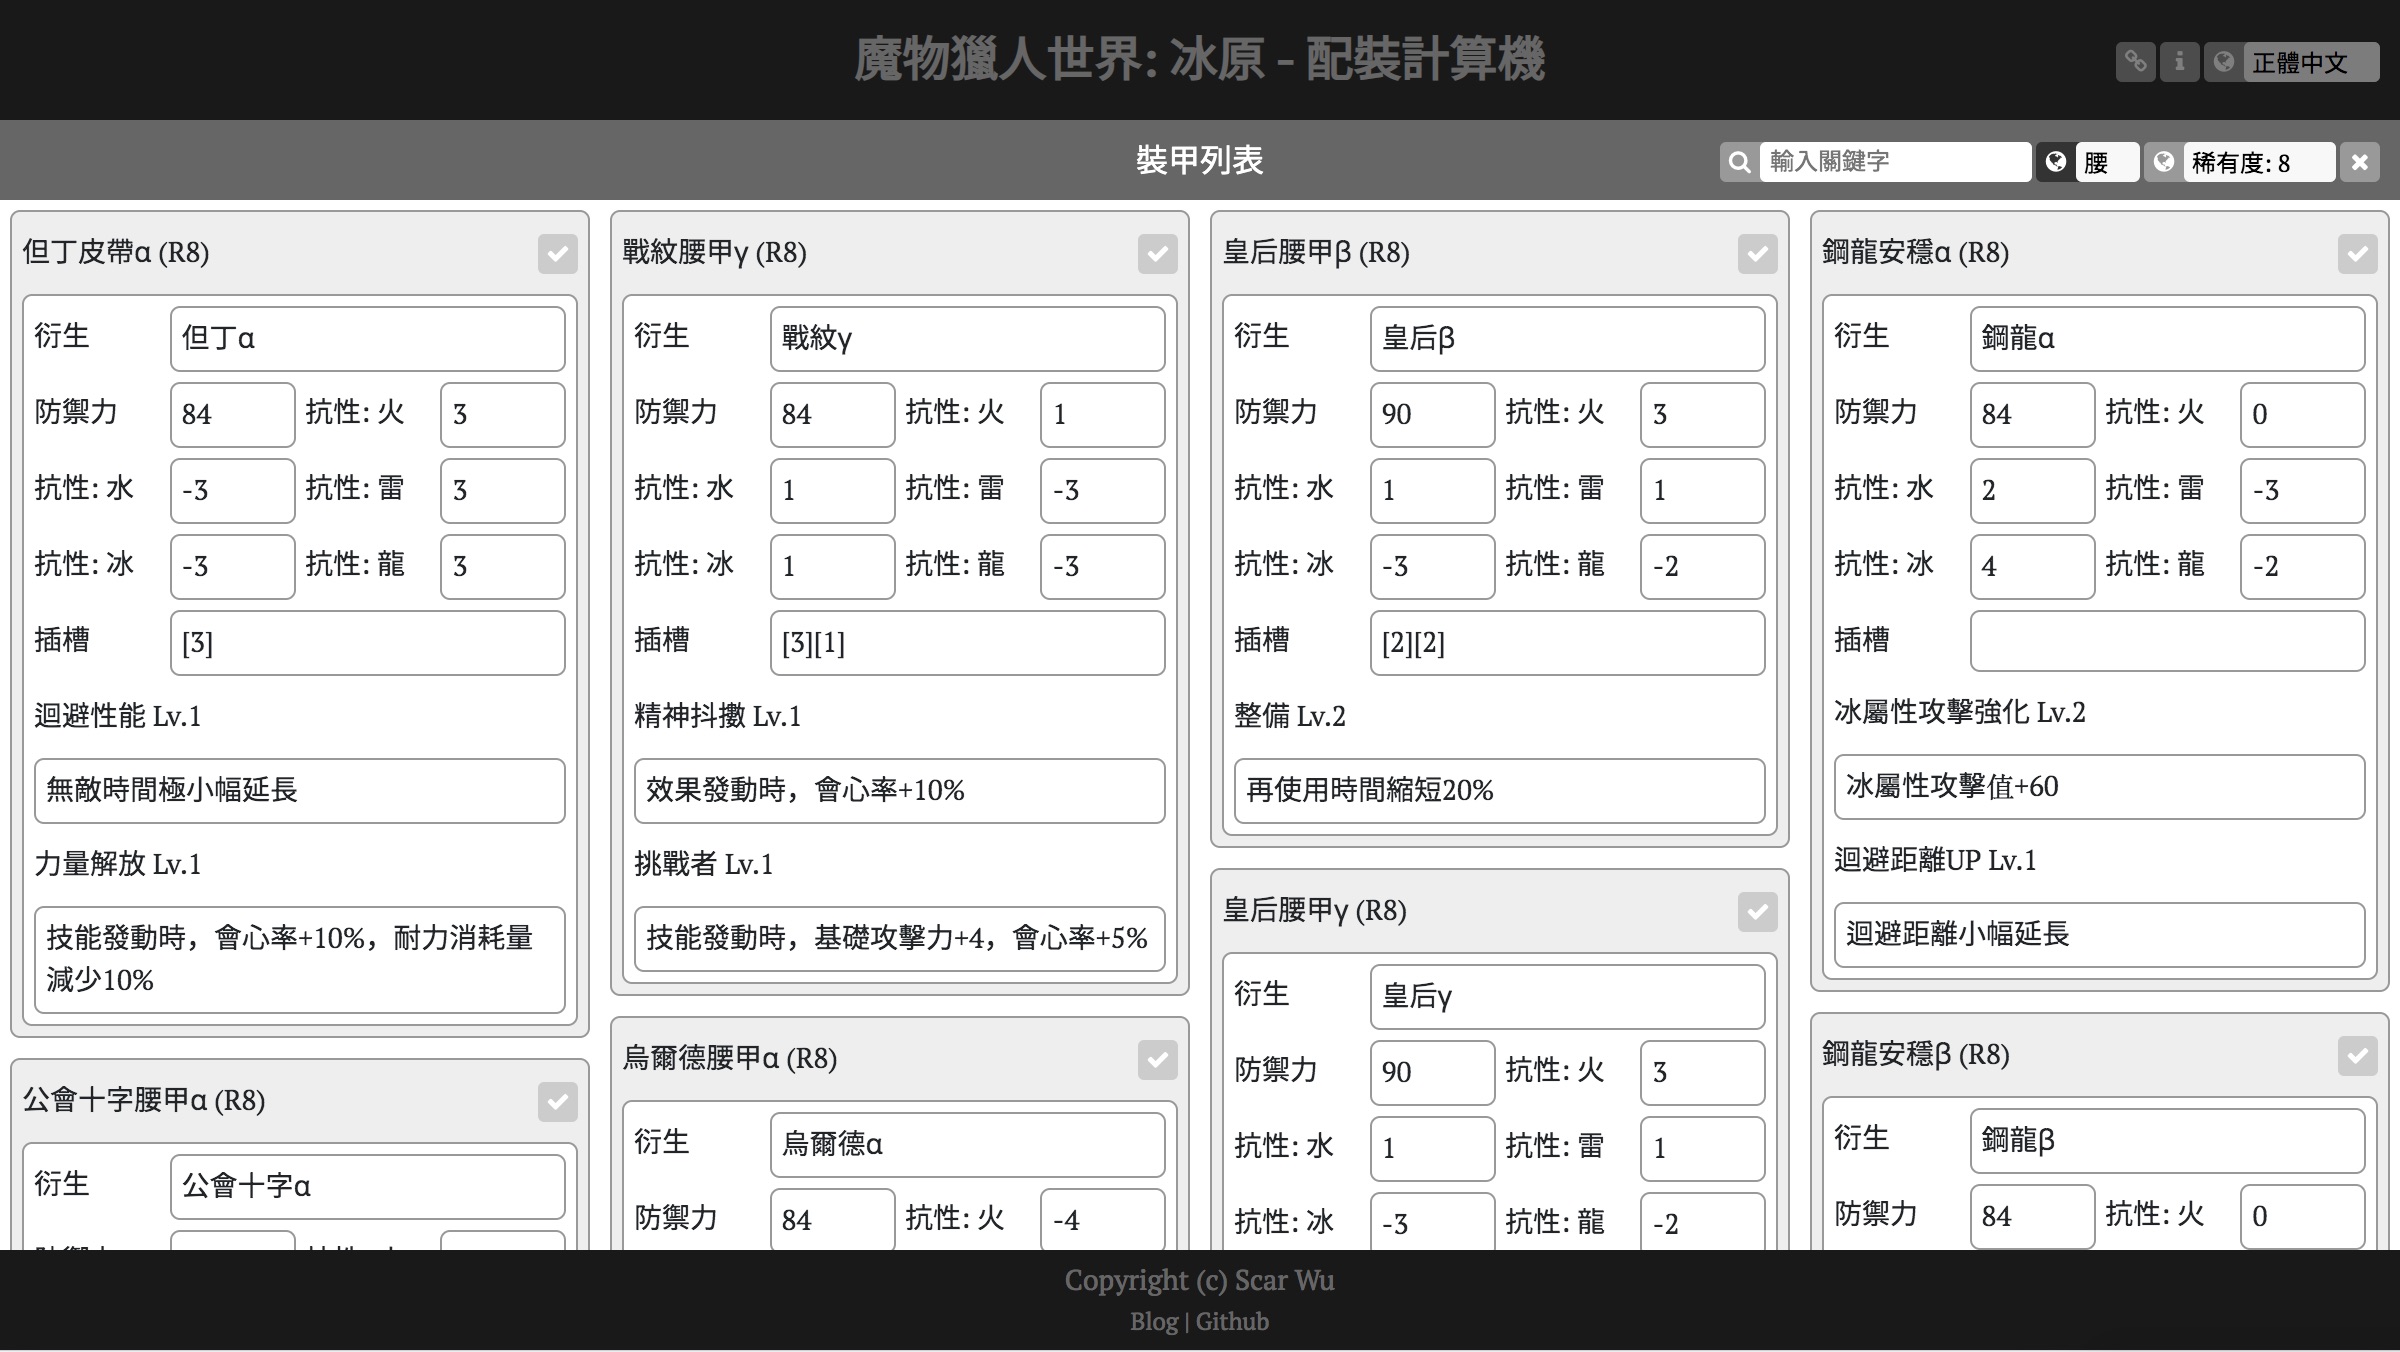 魔物獵人世界: 冰原 - 配裝計算機
正體中文
裝甲列表
輸入關鍵字
腰
稀有度: 8
但丁皮帶α (R8)
衍生 但丁α
防禦力 84 抗性: 火 3
抗性: 水 -3 抗性: 雷 3
抗性: 冰 -3 抗性: 龍 3
插槽 [3]
迴避性能 Lv.1
無敵時間極小幅延長
力量解放 Lv.1
技能發動時，會心率+10%，耐力消耗量
減少10%
公會十字腰甲α (R8)
衍生 公會十字α
戰紋腰甲γ (R8)
衍生 戰紋γ
防禦力 84 抗性: 火 1
抗性: 水 1 抗性: 雷 -3
抗性: 冰 1 抗性: 龍 -3
插槽 [3][1]
精神抖擻 Lv.1
效果發動時，會心率+10%
挑戰者 Lv.1
技能發動時，基礎攻擊力+4，會心率+5%
烏爾德腰甲α (R8)
衍生 烏爾德α
防禦力 84 抗性: 火 -4
皇后腰甲β (R8)
衍生 皇后β
防禦力 90 抗性: 火 3
抗性: 水 1 抗性: 雷 1
抗性: 冰 -3 抗性: 龍 -2
插槽 [2][2]
整備 Lv.2
再使用時間縮短20%
皇后腰甲γ (R8)
衍生 皇后γ
防禦力 90 抗性: 火 3
抗性: 水 1 抗性: 雷 1
抗性: 冰 -3 抗性: 龍 -2
鋼龍安穩α (R8)
衍生 鋼龍α
防禦力 84 抗性: 火 0
抗性: 水 2 抗性: 雷 -3
抗性: 冰 4 抗性: 龍 -2
插槽
冰屬性攻擊強化 Lv.2
冰屬性攻擊值+60
迴避距離UP Lv.1
迴避距離小幅延長
鋼龍安穩β (R8)
衍生 鋼龍β
防禦力 84 抗性: 火 0
Copyright (c) Scar Wu
Blog | Github